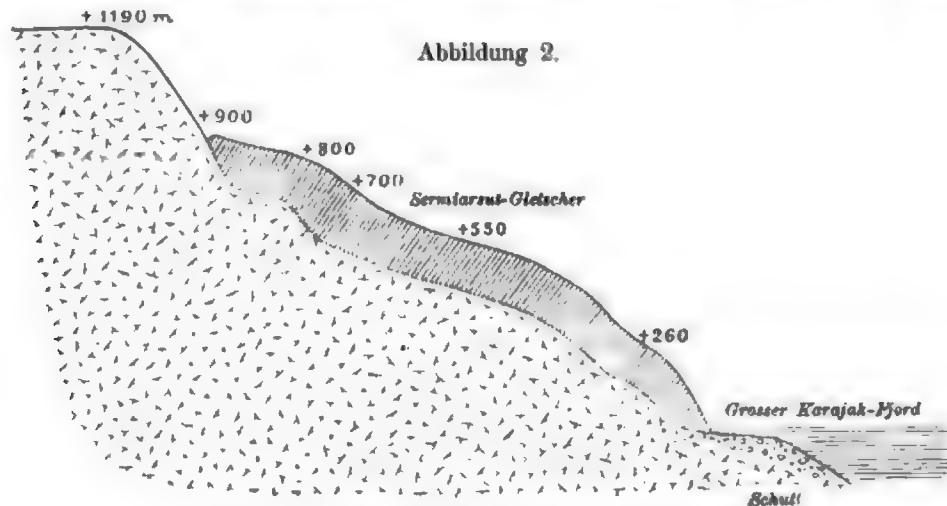 + 1190 m
Abbildung 2.
+ 900
+ 800
+ 700
Sermiarsut-Gletscher
+ 550
+ 260
Grosser Karajak-Fjord
Schutt